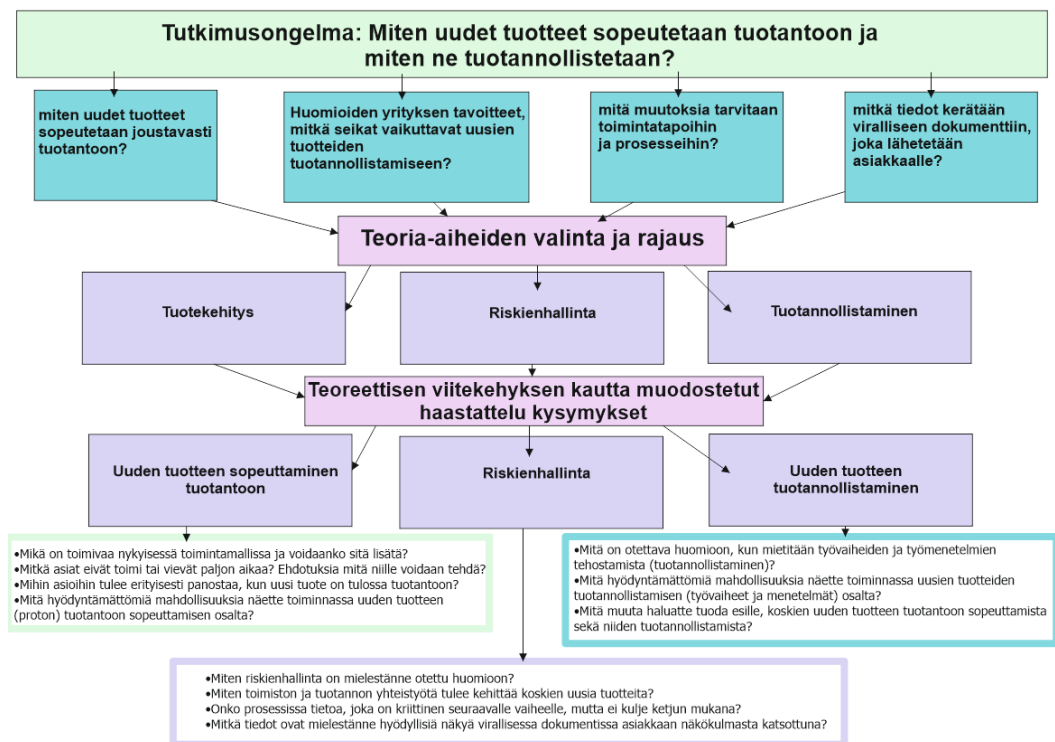 Tutkimusongelma: Miten uudet tuotteet sopeutetaan tuotantoon ja
miten ne tuotannollistetaan?
miten uudet tuotteet
sopeutetaan joustavasti
tuotantoon?
Huomioiden yrityksen tavoitteet,
mitkä seikat vaikuttavat uusien
tuotteiden
tuotannollistamiseen?
mitä muutoksia tarvitaan
toimintatapoihin
ja prosesseihin?
mitkä tiedot kerätään
viralliseen dokumenttiin,
joka lähetetään
asiakkaalle?
Teoria-aiheiden valinta ja rajaus
Tuotekehitys
Riskienhallinta
Tuotannollistaminen
Teoreettisen viitekehyksen kautta muodostetut
haastattelu kysymykset
Uuden tuotteen sopeuttaminen
tuotantoon
Riskienhallinta
Uuden tuotteen
tuotannollistaminen
•Mikä on toimivaa nykyisessä toimintamallissa ja voidaanko sitä lisätä?
•Mitkä asiat eivät toimi tai vievät paljon aikaa? Ehdotuksia mitä niille voidaan tehdä?
•Mihin asioihin tulee erityisesti panostaa, kun uusi tuote on tulossa tuotantoon?
•Mitä hyödyntämättömiä mahdollisuuksia näette toiminnassa uuden tuotteen
(proton) tuotantoon sopeuttamisen osalta?
•Mitä on otettava huomioon, kun mietitään työvaiheiden ja työmenetelmien
tehostamista (tuotannollistaminen)?
•Mitä hyödyntämättömiä mahdollisuuksia näette toiminnassa uusien tuotteiden
tuotannollistamisen (työvaiheet ja menetelmät) osalta?
•Mitä muuta haluatte tuoda esille, koskien uuden tuotteen tuotantoon sopeuttamista
sekä niiden tuotannollistamista?
•Miten riskienhallinta on mielestänne otettu huomioon?
•Miten toimiston ja tuotannon yhteistyötä tulee kehittää koskien uusia tuotteita?
•Onko prosessissa tietoa, joka on kriittinen seuraavalle vaiheelle, mutta ei kulje ketjun mukana?
•Mitkä tiedot ovat mielestänne hyödyllisiä näkyä virallisessa dokumentissa asiakkaan näkökulmasta katsottuna?